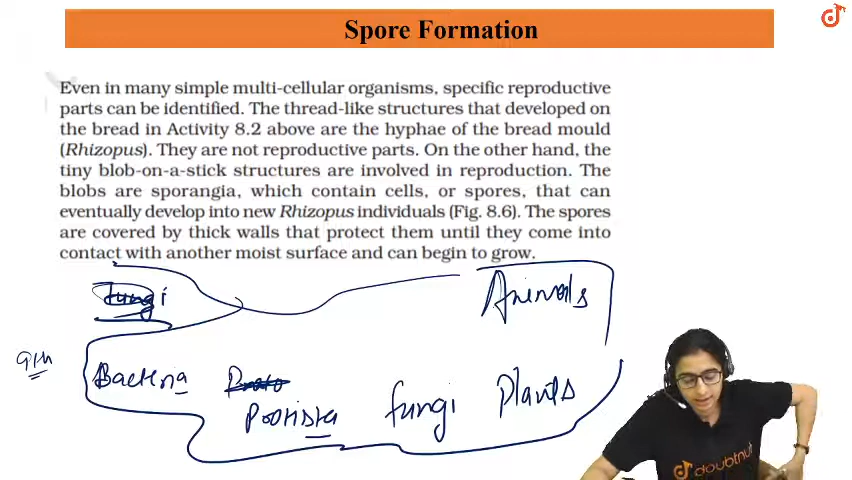 Spore Formation
Even in many simple multi-cellular organisms, specific reproductive
parts can be identified. The thread-like structures that developed on
the bread in Activity 8.2 above are the hyphae of the bread mould
(Rhizopus). They are not reproductive parts. On the other hand, the
tiny blob-on-a-stick structures are involved in reproduction. The
blobs are sporangia, which contain cells, or spores, that can
eventually develop into new Rhizopus individuals (Fig. 8.6). The spores
are covered by thick walls that protect them until they come into
contact with another moist surface and can begin to grow.
fungi Animals
9th
Bacteria Proto
Protista fungi Plants
doubtnut